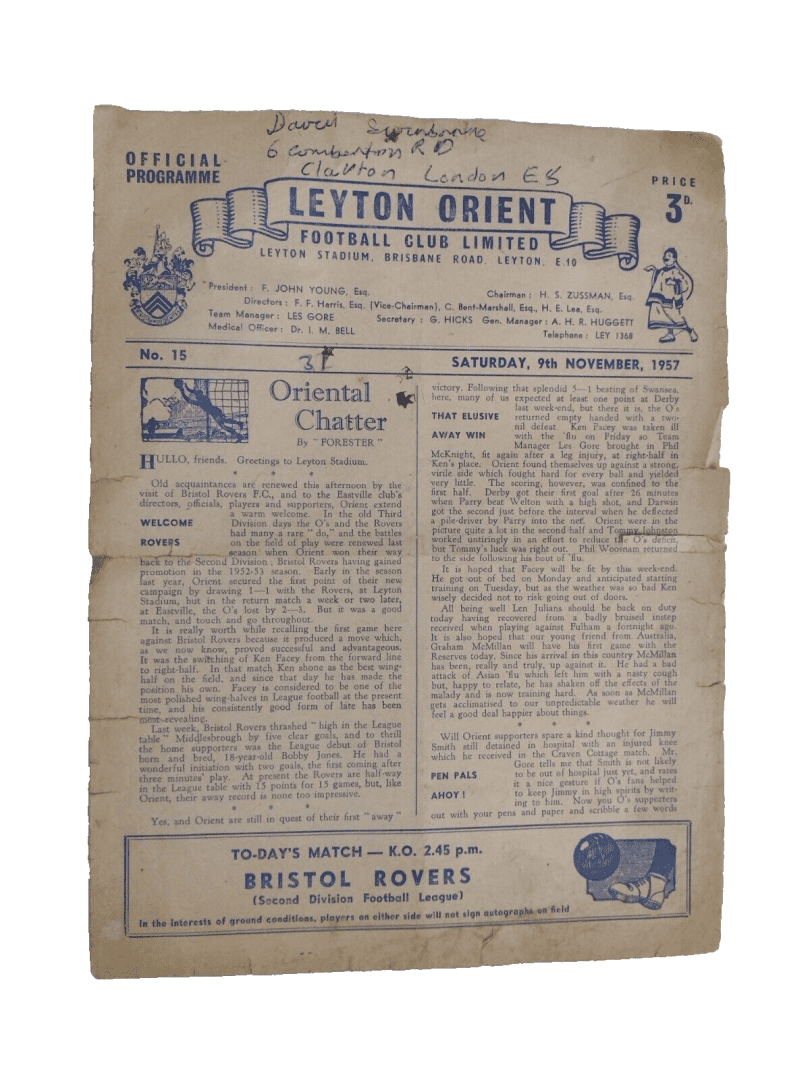 6
R D
London E8
OFFICIAL
PROGRAMME
PRICE
3D.
LEYTON ORIENT
FOOTBALL CLUB LIMITED
LEYTON STADIUM, BRISBANE ROAD, LEYTON, E.10
President : F. JOHN YOUNG, Esq. Chairman : H. S. ZUSSMAN, Esq.
Directors : F. F. Harris, Esq. (Vice-Chairman), C. Bent-Marshall, Esq., H. E. Lea, Esq.
Team Manager : LES GORE Secretary : G. HICKS Gen. Manager : A. H. R. HUGGETT
Medical Officer : Dr. I. M. BELL Telephone : LEY 1368
No. 15 SATURDAY, 9th NOVEMBER, 1957
Oriental
Chatter
By " FORESTER "
HULLO, friends. Greetings to Leyton Stadium.
* * *
Old acquaintances are renewed this afternoon by the
visit of Bristol Rovers F.C., and to the Eastville club's
directors, officials, players and supporters, Orient extend
a warm welcome. In the old Third
WELCOME Division days the O's and the Rovers
had many a rare " do," and the battles
ROVERS on the field of play were renewed last
season when Orient won their way
back to the Second Division ; Bristol Rovers having gained
promotion in the 1952-53 season. Early in the season
last year, Orient secured the first point of their new
campaign by drawing 1—1 with the Rovers, at Leyton
Stadium, but in the return match a week or two later,
at Eastville, the O's lost by 2—3. But it was a good
match, and touch and go throughout.
It is really worth while recalling the first game here
against Bristol Rovers because it produced a move which,
as we now know, proved successful and advantageous.
It was the switching of Ken Facey from the forward line
to right-half. In that match Ken shone as the best wing-
half on the field, and since that day he has made the
position his own. Facey is considered to be one of the
most polished wing-halves in League football at the present
time, and his consistently good form of late has been
most-revealing.
Last week, Bristol Rovers thrashed " high in the League
table " Middlesbrough by five clear goals, and to thrill
the home supporters was the League debut of Bristol
born and bred, 18-year-old Bobby Jones. He had a
wonderful initiation with two goals, the first coming after
three minutes' play. At present the Rovers are half-way
in the League table with 15 points for 15 games, but, like
Orient, their away record is none too impressive.
* * *
Yes, and Orient are still in quest of their first " away "
victory. Following that splendid 5—1 beating of Swansea,
here, many of us expected at least one point at Derby
last week-end, but there it is, the O's
THAT ELUSIVE returned empty handed with a two-
nil defeat. Ken Facey was taken ill
AWAY WIN with the 'flu on Friday so Team
Manager Les Gore brought in Phil
McKnight, fit again after a leg injury, at right-half in
Ken's place. Orient found themselves up against a strong,
virile side which fought hard for every ball and yielded
very little. The scoring, however, was confined to the
first half. Derby got their first goal after 26 minutes
when Parry beat Welton with a high shot, and Darwin
got the second just before the interval when he deflected
a pile-driver by Parry into the net. Orient were in the
picture quite a lot in the second-half and Tommy Johnston
worked untiringly in an effort to reduce the O's deficit,
but Tommy's luck was right out. Phil Woosnam returned
to the side following his bout of 'flu.
It is hoped that Facey will be fit by this week-end.
He got out of bed on Monday and anticipated starting
training on Tuesday, but as the weather was so bad Ken
wisely decided not to risk going out of doors.
All being well Len Julians should be back on duty
today having recovered from a badly bruised instep
received when playing against Fulham a fortnight ago.
It is also hoped that our young friend from Australia,
Graham McMillan will have his first game with the
Reserves today. Since his arrival in this country McMillan
has been, really and truly, up against it. He had a bad
attack of Asian 'flu which left him with a nasty cough
but, happy to relate, he has shaken off the effects of the
malady and is now training hard. As soon as McMillan
gets acclimatised to our unpredictable weather he will
feel a good deal happier about things.
* * *
Will Orient supporters spare a kind thought for Jimmy
Smith still detained in hospital with an injured knee
which he received in the Craven Cottage match. Mr.
Gore tells me that Smith is not likely
PEN PALS to be out of hospital just yet, and rates
it a nice gesture if O's fans helped
AHOY ! to keep Jimmy in high spirits by writ-
ing to him. Now you O's supporters
out with your pens and paper and scribble a few words
TO-DAY'S MATCH — K.O. 2.45 p.m.
BRISTOL ROVERS
(Second Division Football League)
In the interests of ground conditions, players on either side will not sign autographs on field